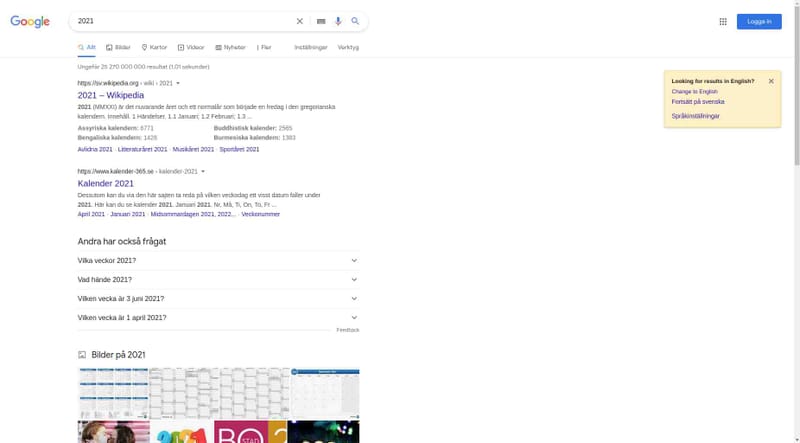 Google
2021
Logga in
Allt
Bilder
Kartor
Videor
Nyheter
Fler
Inställningar
Verktyg
Ungefär 25 270 000 000 resultat (1,01 sekunder)
Looking for results in English?
Change to English
Fortsätt på svenska
Språkinställningar
https://sv.wikipedia.org › wiki › 2021
2021 – Wikipedia
2021 (MMXXI) är det nuvarande året och ett normalår som började en fredag i den gregorianska
kalendern. Innehåll. 1 Händelser. 1.1 Januari; 1.2 Februari; 1.3 ...
Assyriska kalendern: 6771
Buddhistisk kalender: 2565
Bengaliska kalendern: 1428
Burmesiska kalendern: 1383
Avlidna 2021 · Litteraturåret 2021 · Musikåret 2021 · Sportåret 2021
https://www.kalender-365.se › kalender-2021
Kalender 2021
Dessutom kan du via den här sajten ta reda på vilken veckodag ett visst datum faller under
2021. Här kan du se kalender 2021. Januari 2021. Nr, Må, Ti, On, To, Fr ...
April 2021 · Januari 2021 · Midsommardagen 2021, 2022... · Veckonummer
Andra har också frågat
Vilka veckor 2021?
Vad hände 2021?
Vilken vecka är 3 juni 2021?
Vilken vecka är 1 april 2021?
Feedback
Bilder på 2021